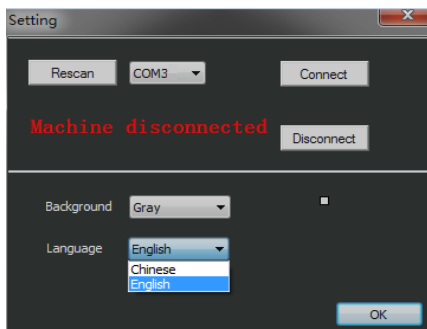 Setting
Rescan COM3 Connect
Machine disconnected
Disconnect
Background Gray
Language English
Chinese
English
OK